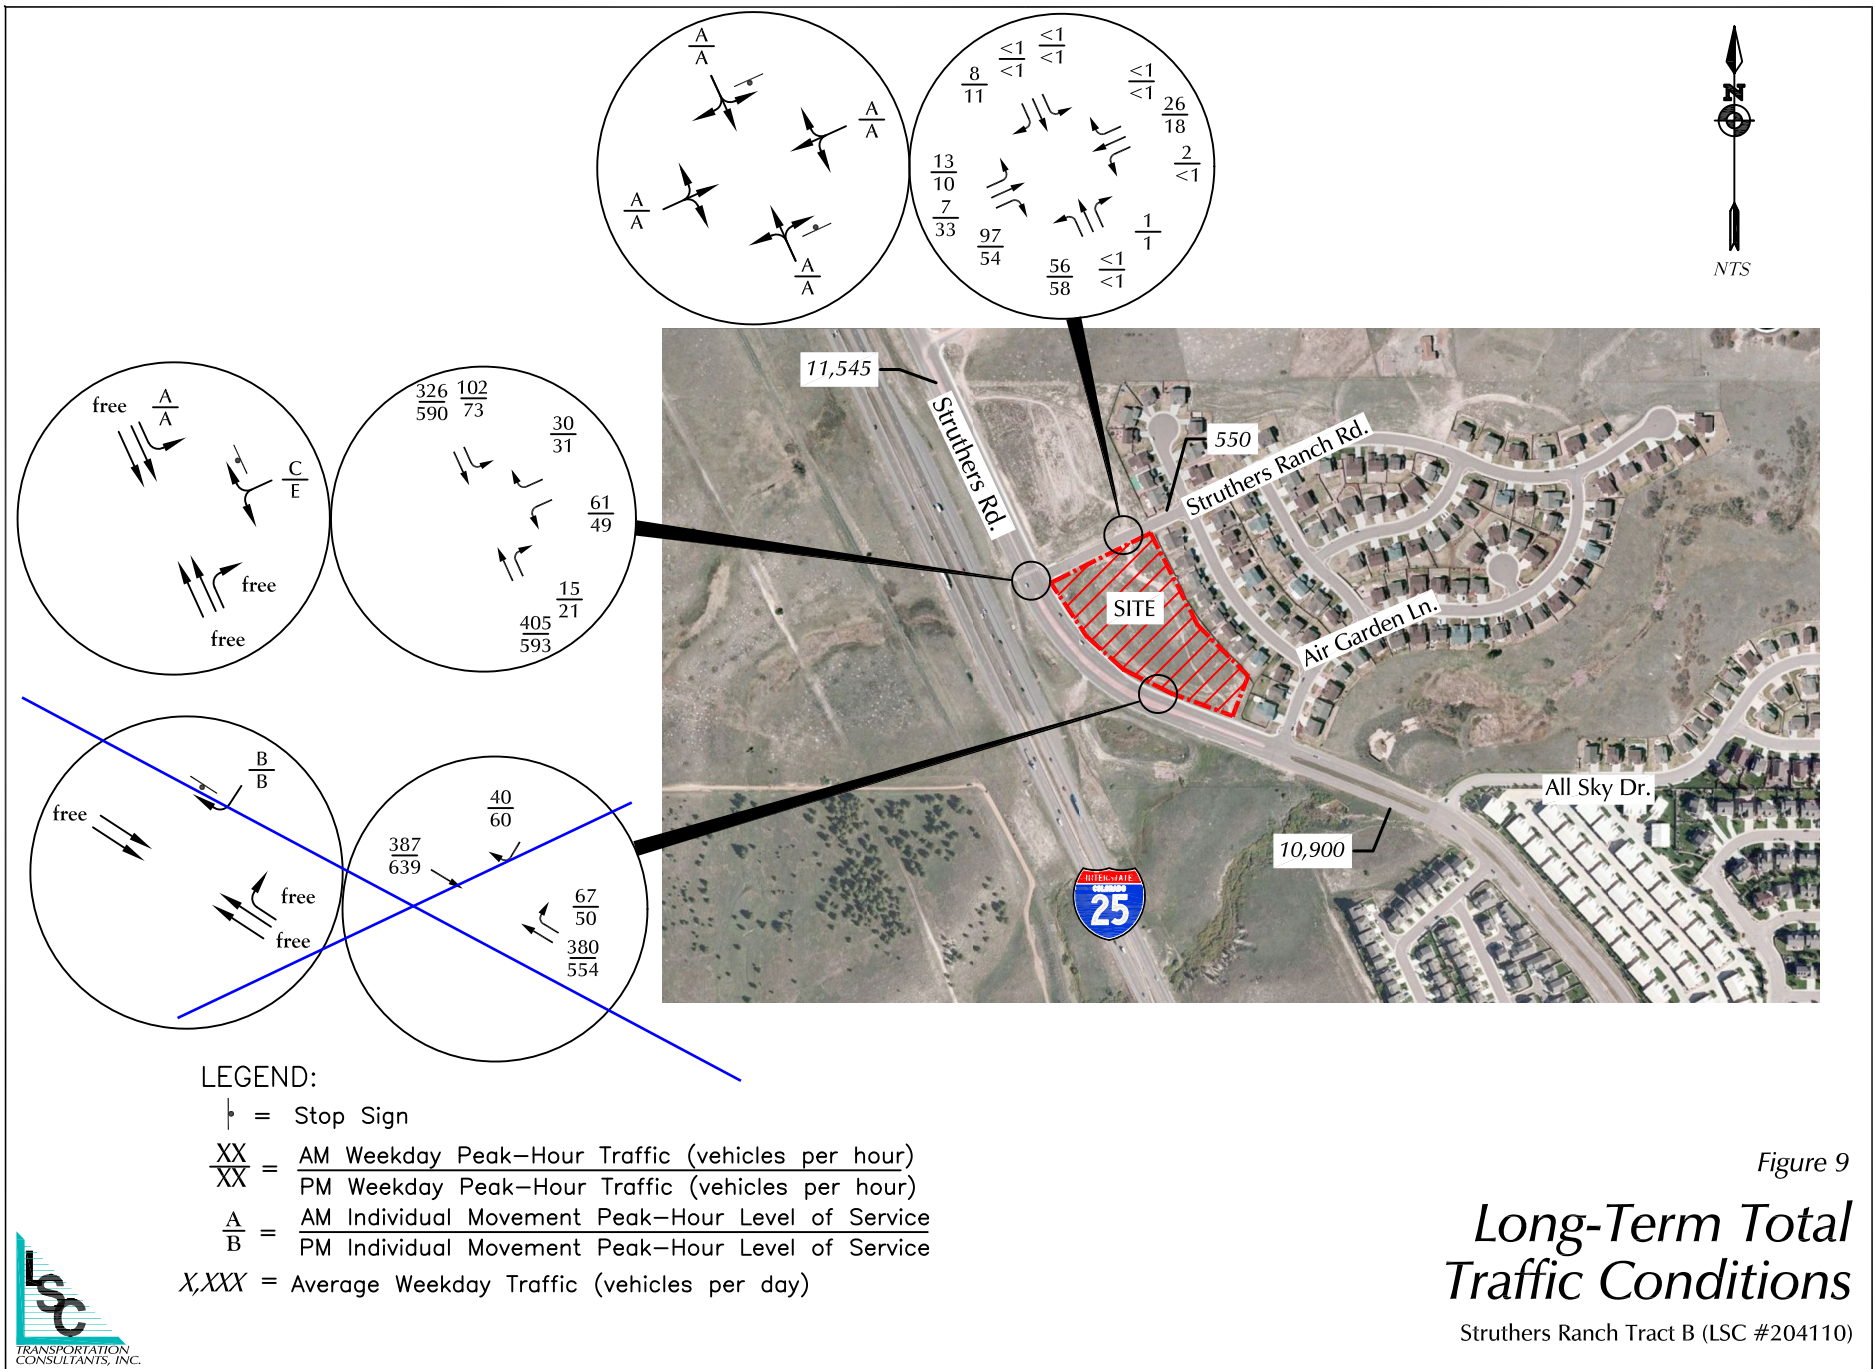 A
A
A
A
A
A
A
A
8
11
<1
<1
<1
<1
<1
<1
26
18
2
<1
13
10
7
33
97
54
56
58
<1
<1
1
1
N
NTS
free
A
A
C
E
free
free
326
590
102
73
30
31
61
49
15
21
405
593
B
B
free
free
free
40
60
387
639
67
50
380
554
11,545
Struthers Rd.
550
Struthers Ranch Rd.
SITE
Air Garden Ln.
All Sky Dr.
10,900
INTERSTATE
COLORADO
25
LEGEND:
= Stop Sign
XX
XX
=
AM Weekday Peak-Hour Traffic (vehicles per hour)
PM Weekday Peak-Hour Traffic (vehicles per hour)
A
B
=
AM Individual Movement Peak-Hour Level of Service
PM Individual Movement Peak-Hour Level of Service
X,XXX = Average Weekday Traffic (vehicles per day)
LSC
TRANSPORTATION
CONSULTANTS, INC.
Figure 9
Long-Term Total
Traffic Conditions
Struthers Ranch Tract B (LSC #204110)